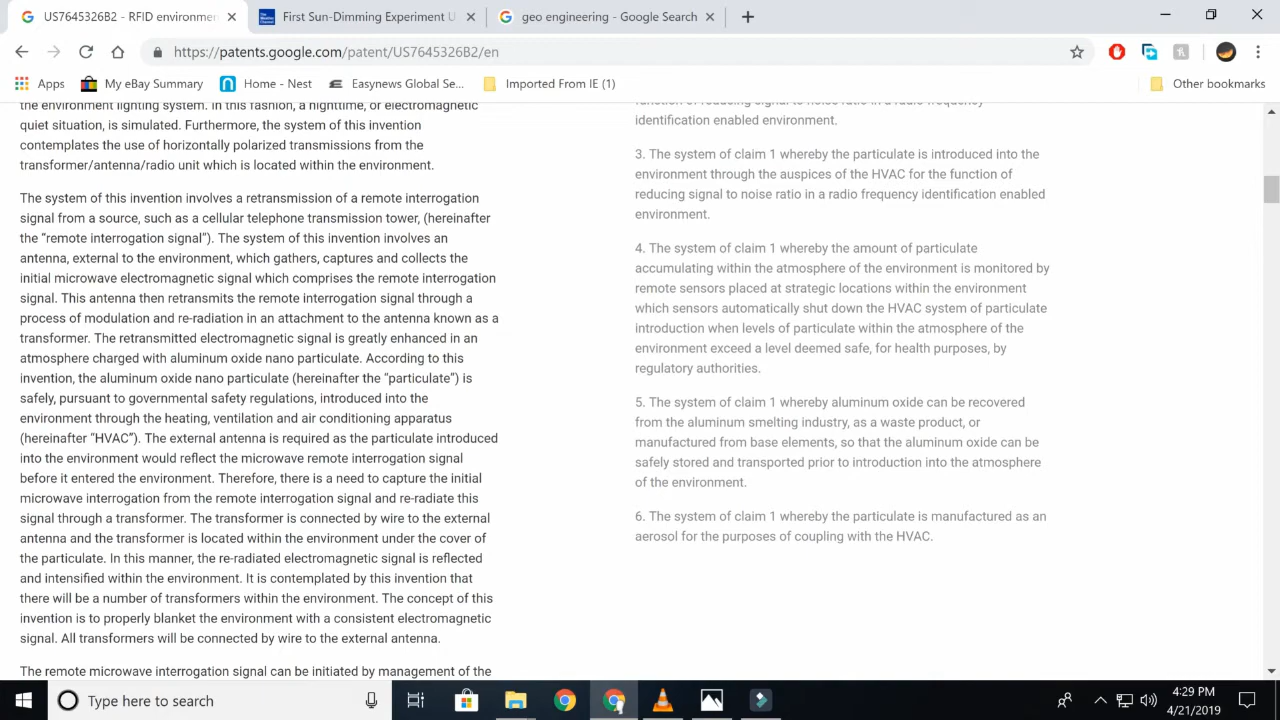 US7645326B2 - RFID environmen
First Sun-Dimming Experiment U
geo engineering - Google Search
https://patents.google.com/patent/US7645326B2/en
Apps
My eBay Summary
Home - Nest
Easynews Global Se...
Imported From IE (1)
Other bookmarks
the environment lighting system. In this fashion, a nighttime, or electromagnetic
quiet situation, is simulated. Furthermore, the system of this invention
contemplates the use of horizontally polarized transmissions from the
transformer/antenna/radio unit which is located within the environment.
The system of this invention involves a retransmission of a remote interrogation
signal from a source, such as a cellular telephone transmission tower, (hereinafter
the “remote interrogation signal”). The system of this invention involves an
antenna, external to the environment, which gathers, captures and collects the
initial microwave electromagnetic signal which comprises the remote interrogation
signal. This antenna then retransmits the remote interrogation signal through a
process of modulation and re-radiation in an attachment to the antenna known as a
transformer. The retransmitted electromagnetic signal is greatly enhanced in an
atmosphere charged with aluminum oxide nano particulate. According to this
invention, the aluminum oxide nano particulate (hereinafter the “particulate”) is
safely, pursuant to governmental safety regulations, introduced into the
environment through the heating, ventilation and air conditioning apparatus
(hereinafter “HVAC”). The external antenna is required as the particulate introduced
into the environment would reflect the microwave remote interrogation signal
before it entered the environment. Therefore, there is a need to capture the initial
microwave interrogation from the remote interrogation signal and re-radiate this
signal through a transformer. The transformer is connected by wire to the external
antenna and the transformer is located within the environment under the cover of
the particulate. In this manner, the re-radiated electromagnetic signal is reflected
and intensified within the environment. It is contemplated by this invention that
there will be a number of transformers within the environment. The concept of this
invention is to properly blanket the environment with a consistent electromagnetic
signal. All transformers will be connected by wire to the external antenna.
The remote microwave interrogation signal can be initiated by management of the
function of reducing signal to noise ratio in a radio frequency
identification enabled environment.
3. The system of claim 1 whereby the particulate is introduced into the
environment through the auspices of the HVAC for the function of
reducing signal to noise ratio in a radio frequency identification enabled
environment.
4. The system of claim 1 whereby the amount of particulate
accumulating within the atmosphere of the environment is monitored by
remote sensors placed at strategic locations within the environment
which sensors automatically shut down the HVAC system of particulate
introduction when levels of particulate within the atmosphere of the
environment exceed a level deemed safe, for health purposes, by
regulatory authorities.
5. The system of claim 1 whereby aluminum oxide can be recovered
from the aluminum smelting industry, as a waste product, or
manufactured from base elements, so that the aluminum oxide can be
safely stored and transported prior to introduction into the atmosphere
of the environment.
6. The system of claim 1 whereby the particulate is manufactured as an
aerosol for the purposes of coupling with the HVAC.
Type here to search
4:29 PM
4/21/2019